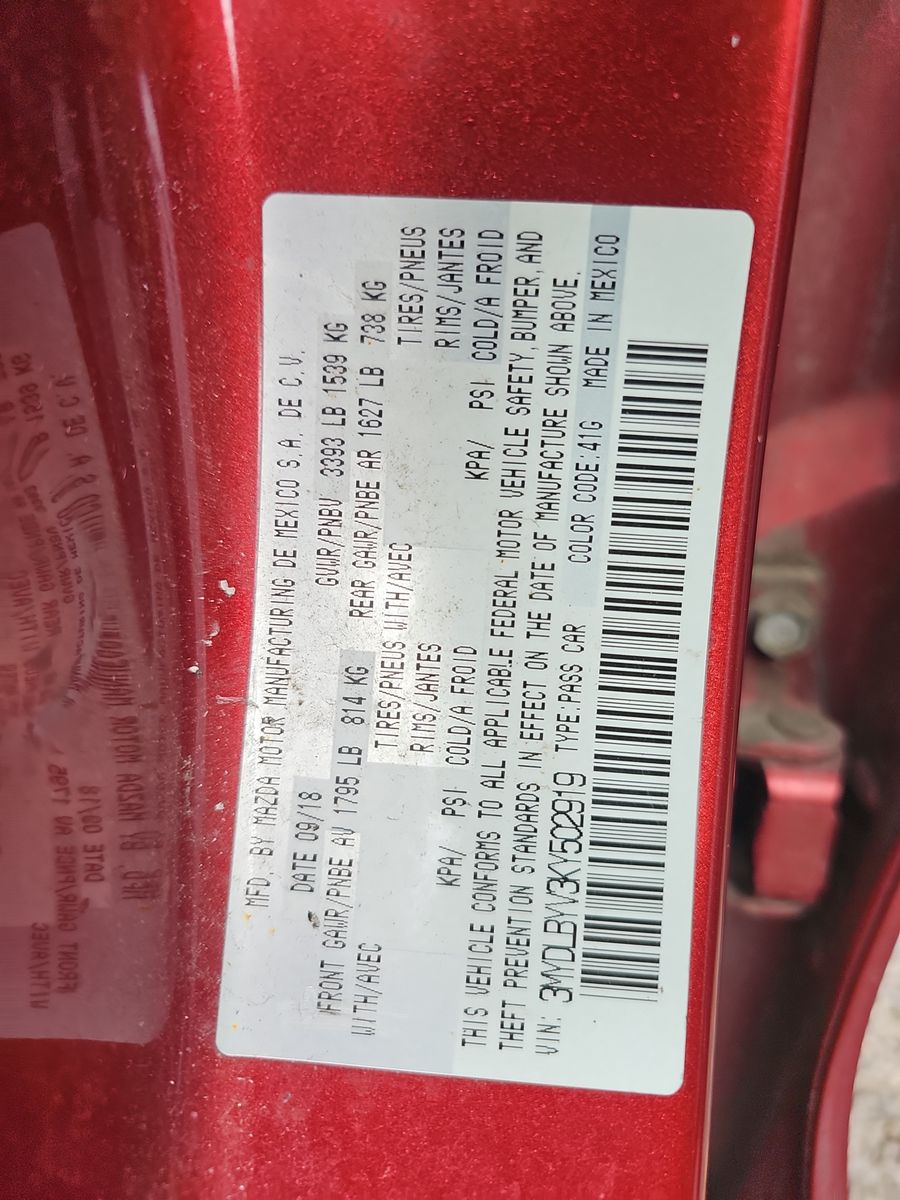 MFD. BY MAZDA MOTOR MANUFACTURING DE MEXICO S.A. DE C.V.
DATE 09/18 GVWR/PNBV 3393 LB 1539 KG
FRONT GAWR/PNBE AV 1795 LB 814 KG REAR GAWR/PNBE AR 1627 LB 738 KG
WITH/AVEC TIRES/PNEUS WITH/AVEC TIRES/PNEUS
RIMS/JANTES RIMS/JANTES
KPA/ PSI COLD/A FROID KPA/ PSI COLD/A FROID
THIS VEHICLE CONFORMS TO ALL APPLICABLE FEDERAL MOTOR VEHICLE SAFETY, BUMPER, AND
THEFT PREVENTION STANDARDS IN EFFECT ON THE DATE OF MANUFACTURE SHOWN ABOVE.
VIN: 3MYDLBYV3KY502919 TYPE:PASS CAR COLOR CODE:41G MADE IN MEXICO